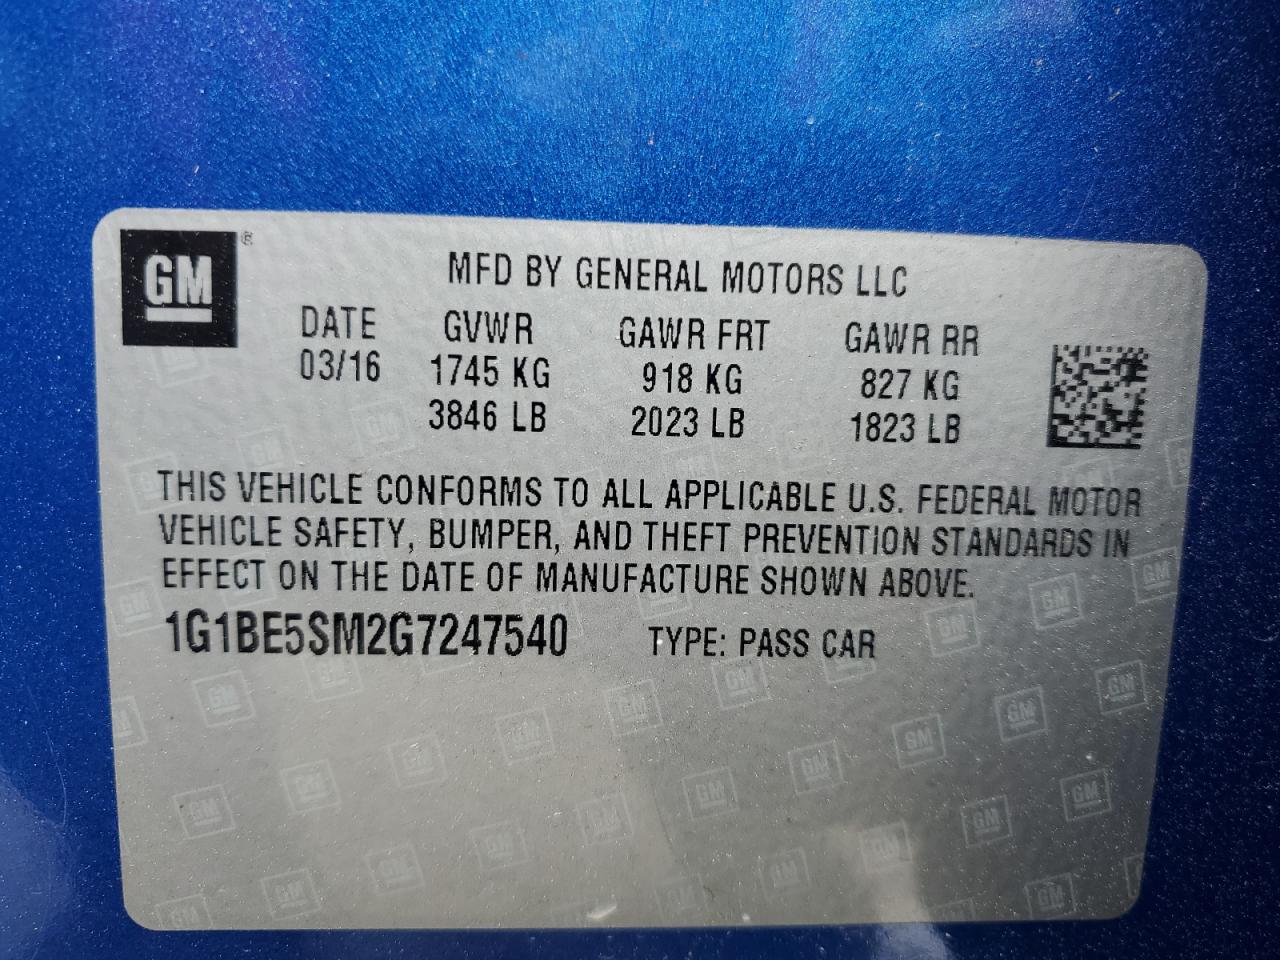 GM®
MFD BY GENERAL MOTORS LLC
DATE GVWR GAWR FRT GAWR RR
03/16 1745 KG 918 KG 827 KG
3846 LB 2023 LB 1823 LB
THIS VEHICLE CONFORMS TO ALL APPLICABLE U.S. FEDERAL MOTOR
VEHICLE SAFETY, BUMPER, AND THEFT PREVENTION STANDARDS IN
EFFECT ON THE DATE OF MANUFACTURE SHOWN ABOVE.
1G1BE5SM2G7247540 TYPE: PASS CAR